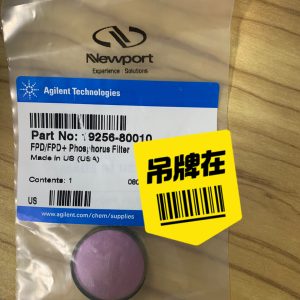 Newport
Experience | Solutions
Agilent Technologies
Part No: 19256-80010
FPD/FPD+ Phosphorus Filter
Made in US (USA)
吊牌在
Contents: 1
US
www.agilent.com/chem/supplies